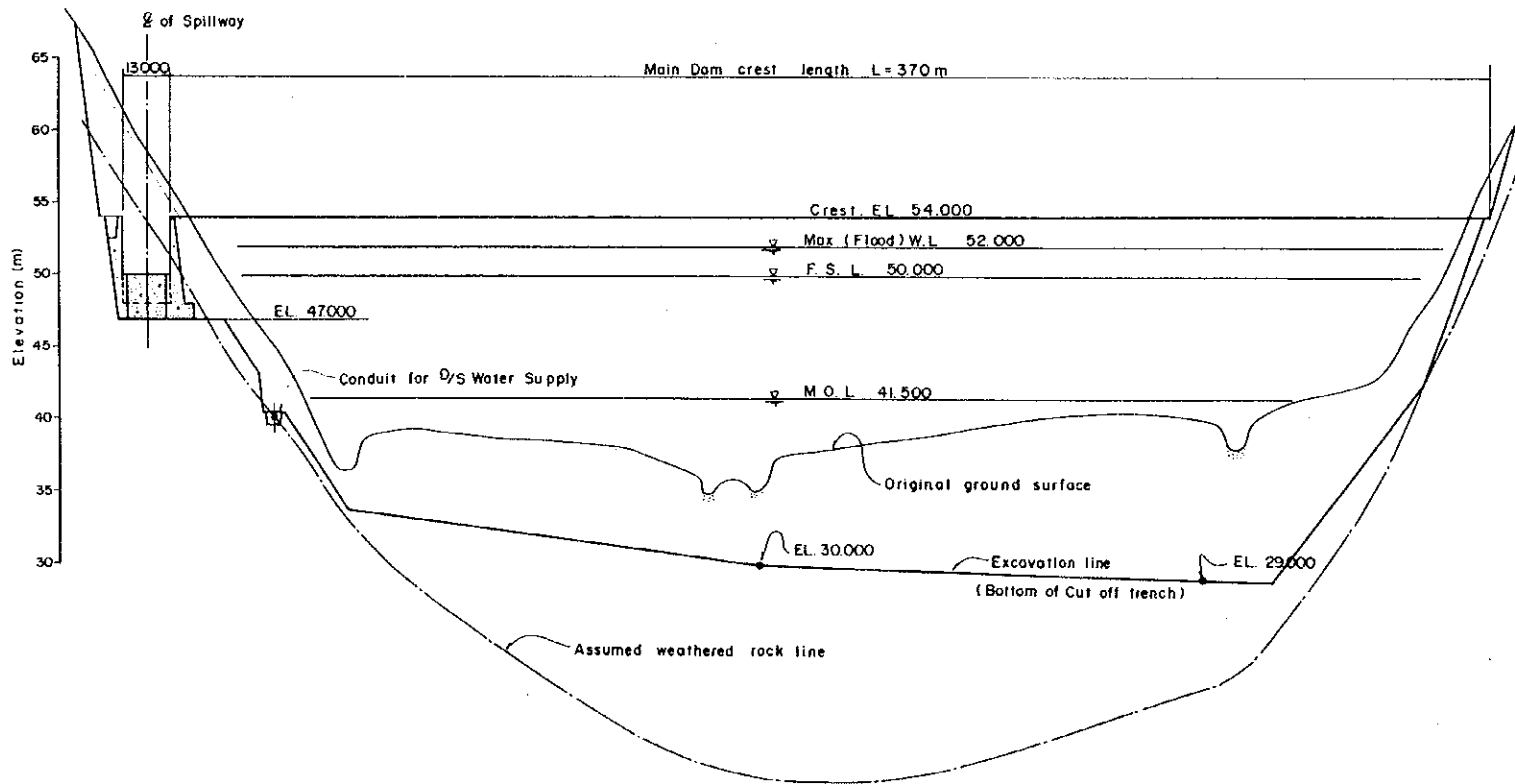 ℄ of Spillway
65
13000
Main Dam crest length L = 370 m
60
55
Crest. EL 54.000
Max (Flood) W.L 52.000
50
F. S. L. 50.000
EL. 47000
Elevation (m)
45
Conduit for D/S Water Supply
M O. L 41.500
40
35
Original ground surface
30
EL. 30.000
Excavation line
EL. 29.000
(Bottom of Cut off trench)
Assumed weathered rock line